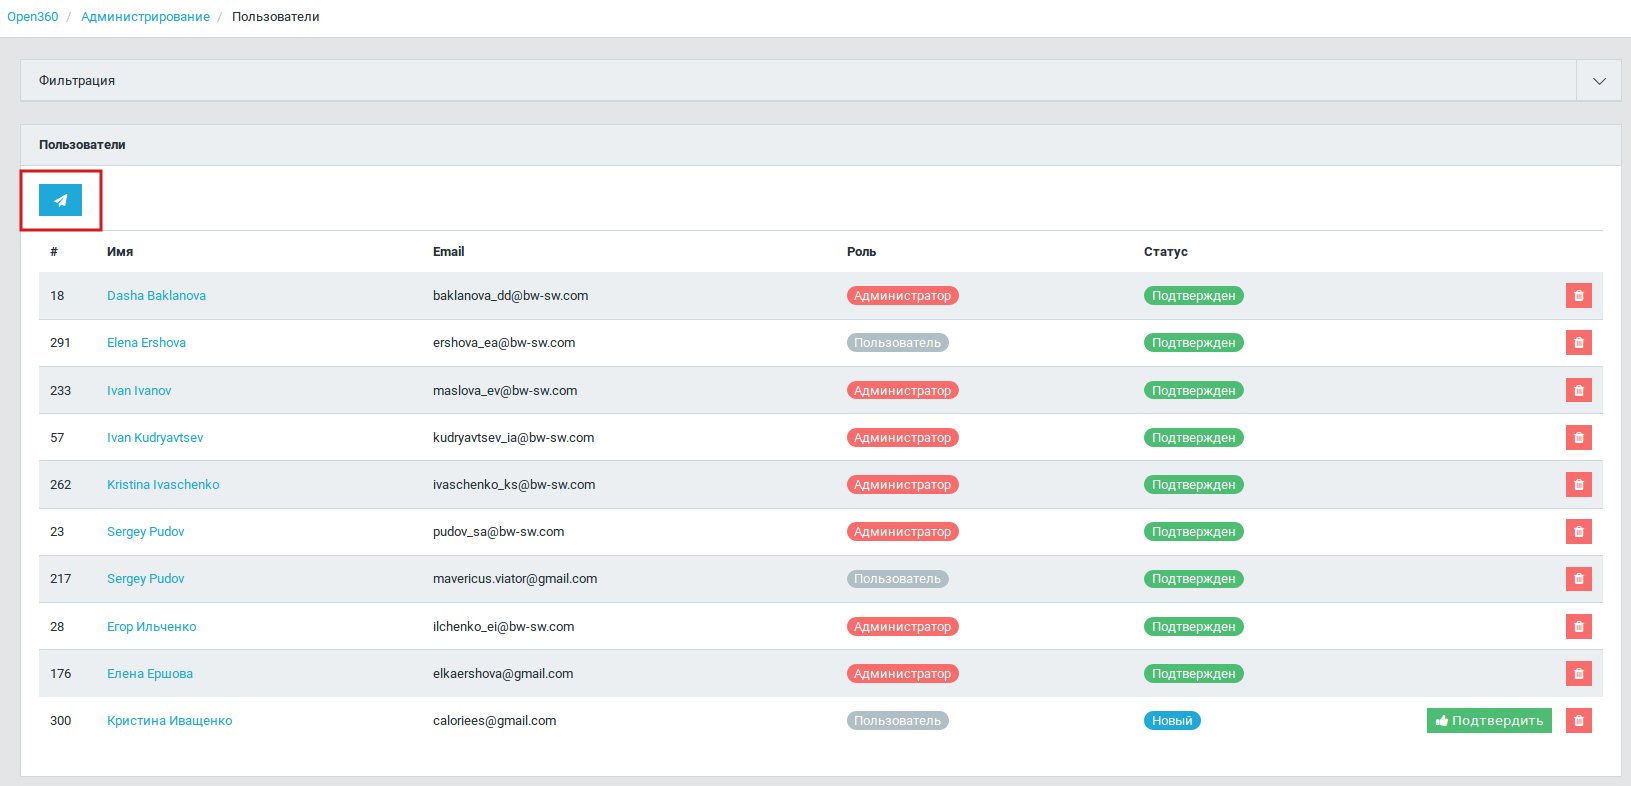 Open360 / Администрирование / Пользователи
Фильтрация
Пользователи
# Имя Email Роль Статус
18 Dasha Baklanova baklanova_dd@bw-sw.com Администратор Подтвержден
291 Elena Ershova ershova_ea@bw-sw.com Пользователь Подтвержден
233 Ivan Ivanov maslova_ev@bw-sw.com Администратор Подтвержден
57 Ivan Kudryavtsev kudryavtsev_ia@bw-sw.com Администратор Подтвержден
262 Kristina Ivaschenko ivaschenko_ks@bw-sw.com Администратор Подтвержден
23 Sergey Pudov pudov_sa@bw-sw.com Администратор Подтвержден
217 Sergey Pudov mavericus.viator@gmail.com Пользователь Подтвержден
28 Егор Ильченко ilchenko_ei@bw-sw.com Администратор Подтвержден
176 Елена Ершова elkaershova@gmail.com Администратор Подтвержден
300 Кристина Иващенко caloriees@gmail.com Пользователь Новый Подтвердить